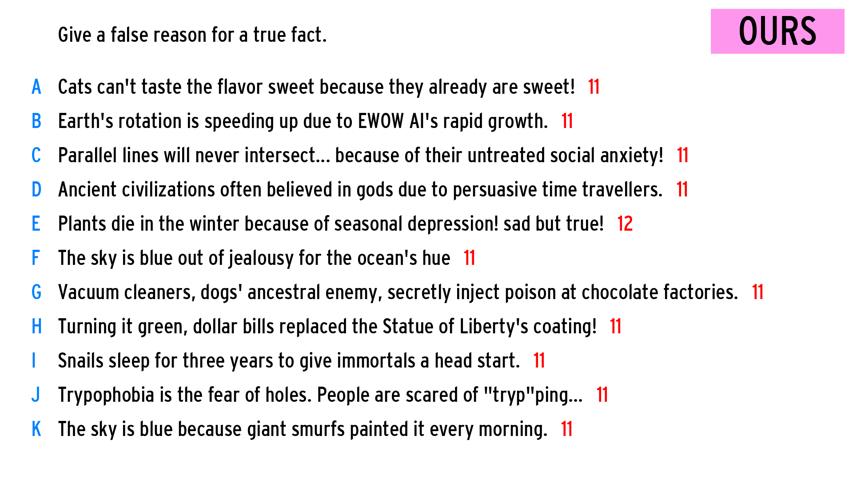 Give a false reason for a true fact.
OURS
A Cats can't taste the flavor sweet because they already are sweet! 11
B Earth's rotation is speeding up due to EWOW AI's rapid growth. 11
C Parallel lines will never intersect... because of their untreated social anxiety! 11
D Ancient civilizations often believed in gods due to persuasive time travellers. 11
E Plants die in the winter because of seasonal depression! sad but true! 12
F The sky is blue out of jealousy for the ocean's hue 11
G Vacuum cleaners, dogs' ancestral enemy, secretly inject poison at chocolate factories. 11
H Turning it green, dollar bills replaced the Statue of Liberty's coating! 11
I Snails sleep for three years to give immortals a head start. 11
J Trypophobia is the fear of holes. People are scared of "tryp"ping... 11
K The sky is blue because giant smurfs painted it every morning. 11